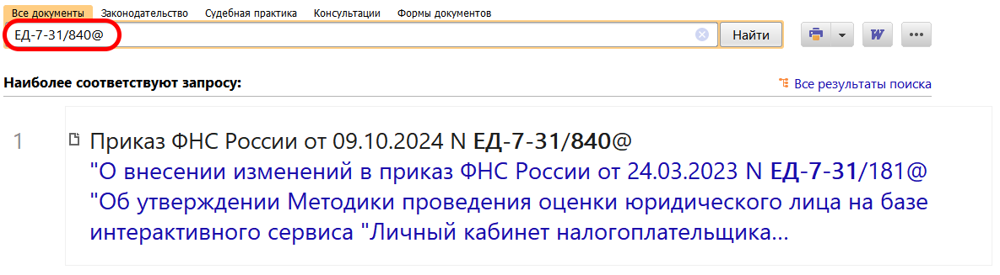 Все документы Законодательство Судебная практика Консультации Формы документов
ЕД-7-31/840@ Найти W
Наиболее соответствуют запросу: Все результаты поиска
1 Приказ ФНС России от 09.10.2024 N ЕД-7-31/840@
"О внесении изменений в приказ ФНС России от 24.03.2023 N ЕД-7-31/181@
"Об утверждении Методики проведения оценки юридического лица на базе
интерактивного сервиса "Личный кабинет налогоплательщика...